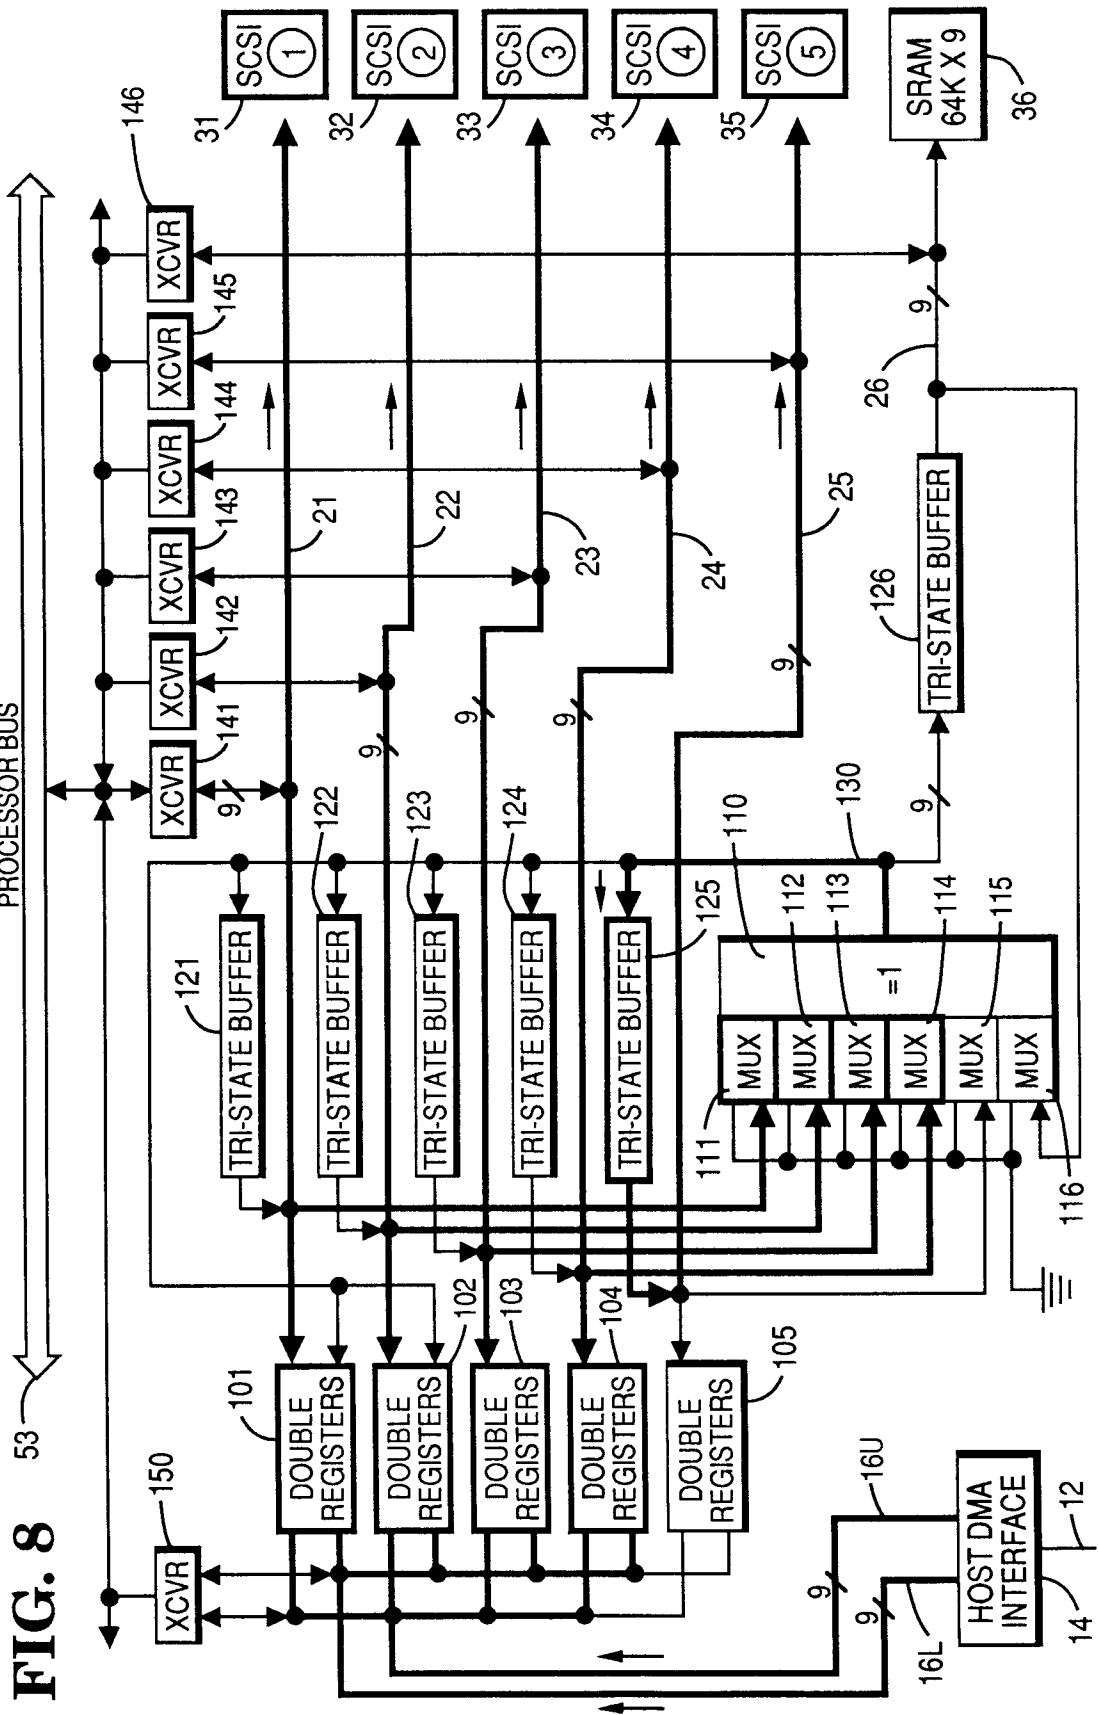 FIG. 8
53
PROCESSOR BUS
150
XCVR
XCVR
141
XCVR
142
XCVR
143
XCVR
144
XCVR
145
XCVR
146
9
21
31
SCSI
1
22
32
SCSI
2
23
33
SCSI
3
24
34
SCSI
4
25
35
SCSI
5
9
9
9
9
101
DOUBLE
REGISTERS
102
DOUBLE
REGISTERS
103
DOUBLE
REGISTERS
104
DOUBLE
REGISTERS
105
DOUBLE
REGISTERS
121
TRI-STATE BUFFER
122
TRI-STATE BUFFER
123
TRI-STATE BUFFER
124
TRI-STATE BUFFER
125
TRI-STATE BUFFER
110
130
111
MUX
112
MUX
113
MUX
114
MUX
115
MUX
116
MUX
=1
9
126
TRI-STATE BUFFER
26
9
SRAM
64K X 9
36
16U
9
16L
9
HOST DMA
INTERFACE
14
12